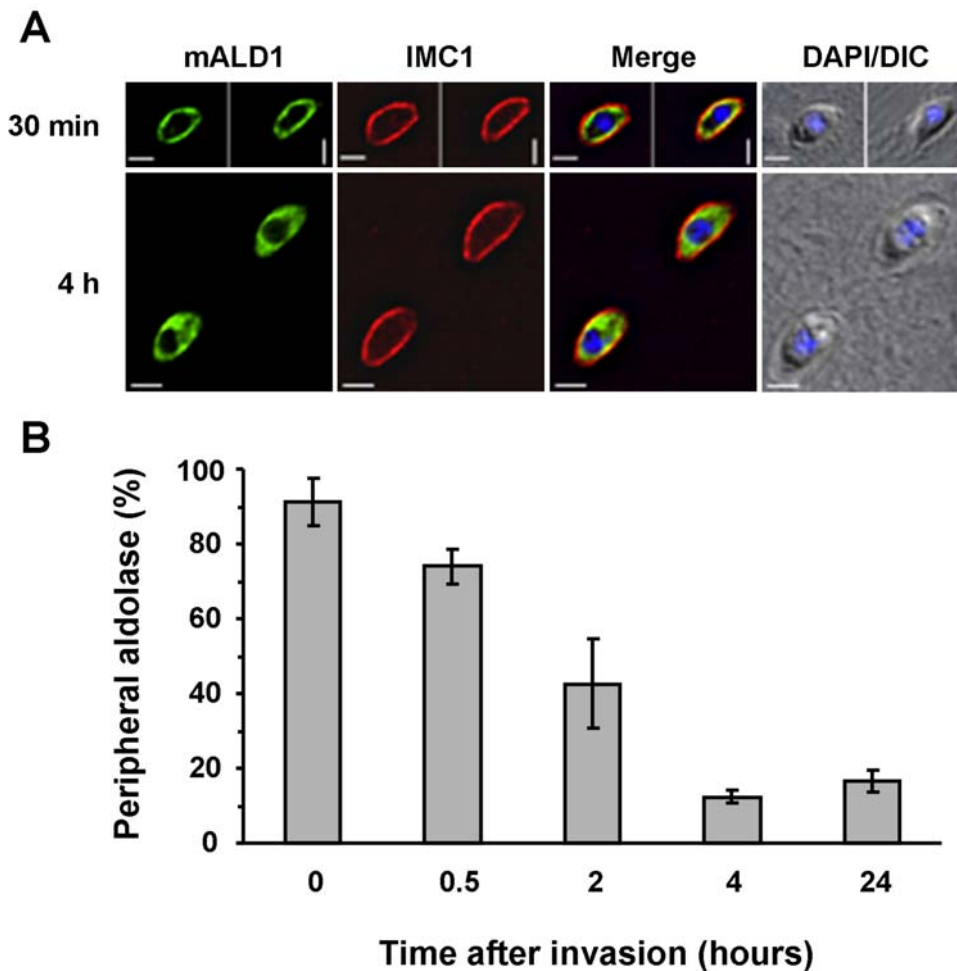 A
mALD1 IMC1 Merge DAPI/DIC
30 min
4 h
B
Peripheral aldolase (%)
100
80
60
40
20
0
0 0.5 2 4 24
Time after invasion (hours)